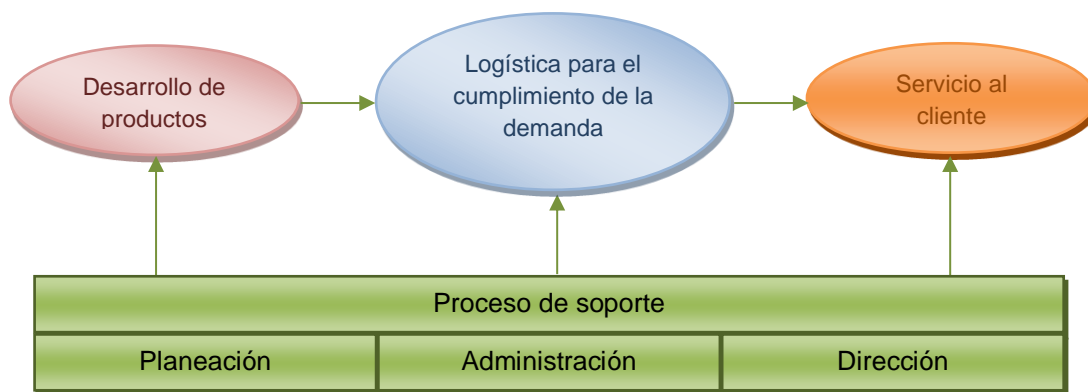 Desarrollo de
productos
Logística para el
cumplimiento de la
demanda
Servicio al
cliente
Proceso de soporte
Planeación
Administración
Dirección